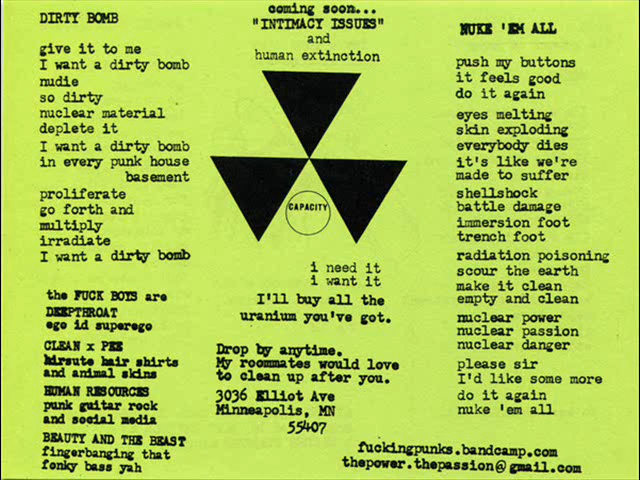 DIRTY BOMB
give it to me
I want a dirty bomb
nudie
so dirty
nuclear material
deplete it
I want a dirty bomb
in every punk house
basement
proliferate
go forth and
multiply
irradiate
I want a dirty bomb
the FUCK BOYS are
DEEPTHROAT
ego id superego
CLEAN x PEE
hirsute hair shirts
and animal skins
HUMAN RESOURCES
punk guitar rock
and social media
BEAUTY AND THE BEAST
fingerbanging that
fonky bass yah
coming soon...
"INTIMACY ISSUES"
and
human extinction
CAPACITY
i need it
i want it
I'll buy all the
uranium you've got.
Drop by anytime.
My roommates would love
to clean up after you.
3036 Elliot Ave
Minneapolis, MN
55407
NUKE 'EM ALL
push my buttons
it feels good
do it again
eyes melting
skin exploding
everybody dies
it's like we're
made to suffer
shellshock
battle damage
immersion foot
trench foot
radiation poisoning
scour the earth
make it clean
empty and clean
nuclear power
nuclear passion
nuclear danger
please sir
I'd like some more
do it again
nuke 'em all
fuckingpunks.bandcamp.com
thepower.thepassion@gmail.com